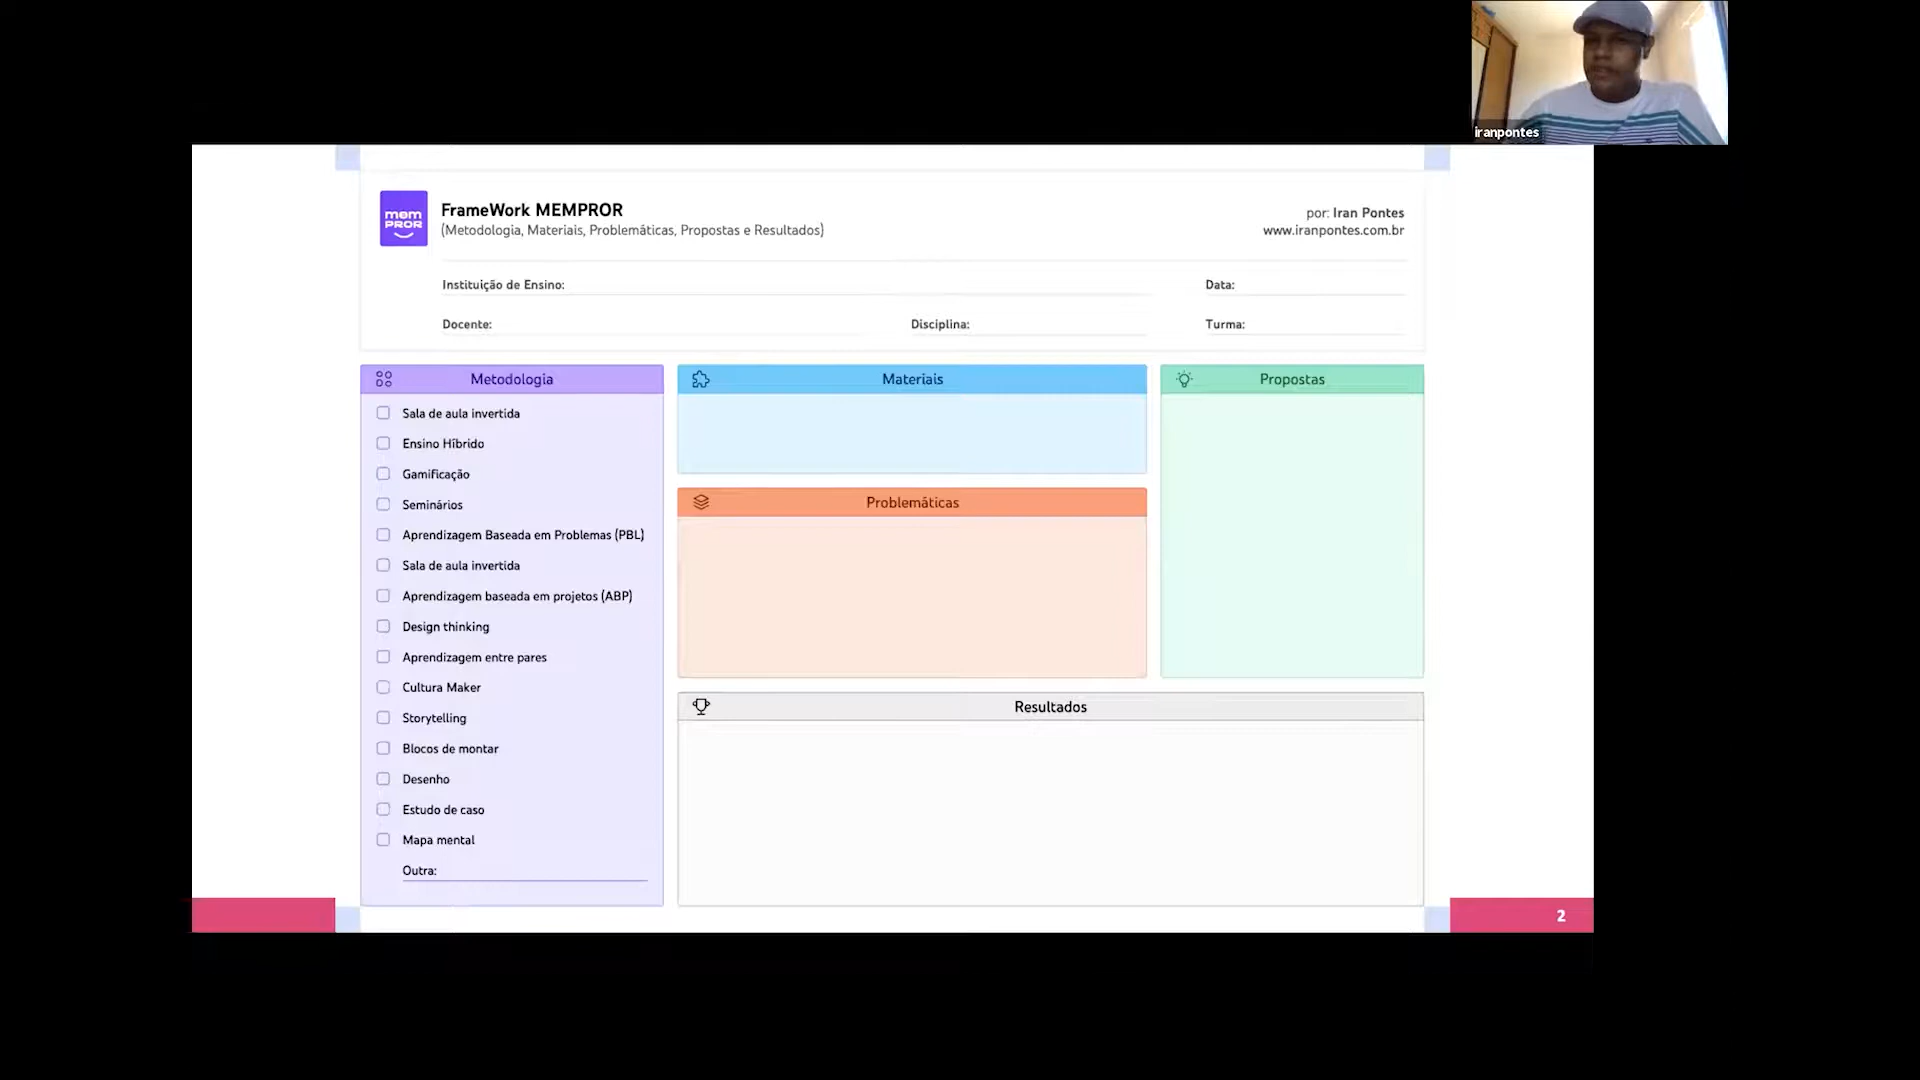 iranpontes
mem
PROR
FrameWork MEMPROR
(Metodologia, Materiais, Problemáticas, Propostas e Resultados)
por: Iran Pontes
www.iranpontes.com.br
Instituição de Ensino:
Data:
Docente:
Disciplina:
Turma:
Metodologia
Sala de aula invertida
Ensino Híbrido
Gamificação
Seminários
Aprendizagem Baseada em Problemas (PBL)
Sala de aula invertida
Aprendizagem baseada em projetos (ABP)
Design thinking
Aprendizagem entre pares
Cultura Maker
Storytelling
Blocos de montar
Desenho
Estudo de caso
Mapa mental
Outra:
Materiais
Problemáticas
Propostas
Resultados
2